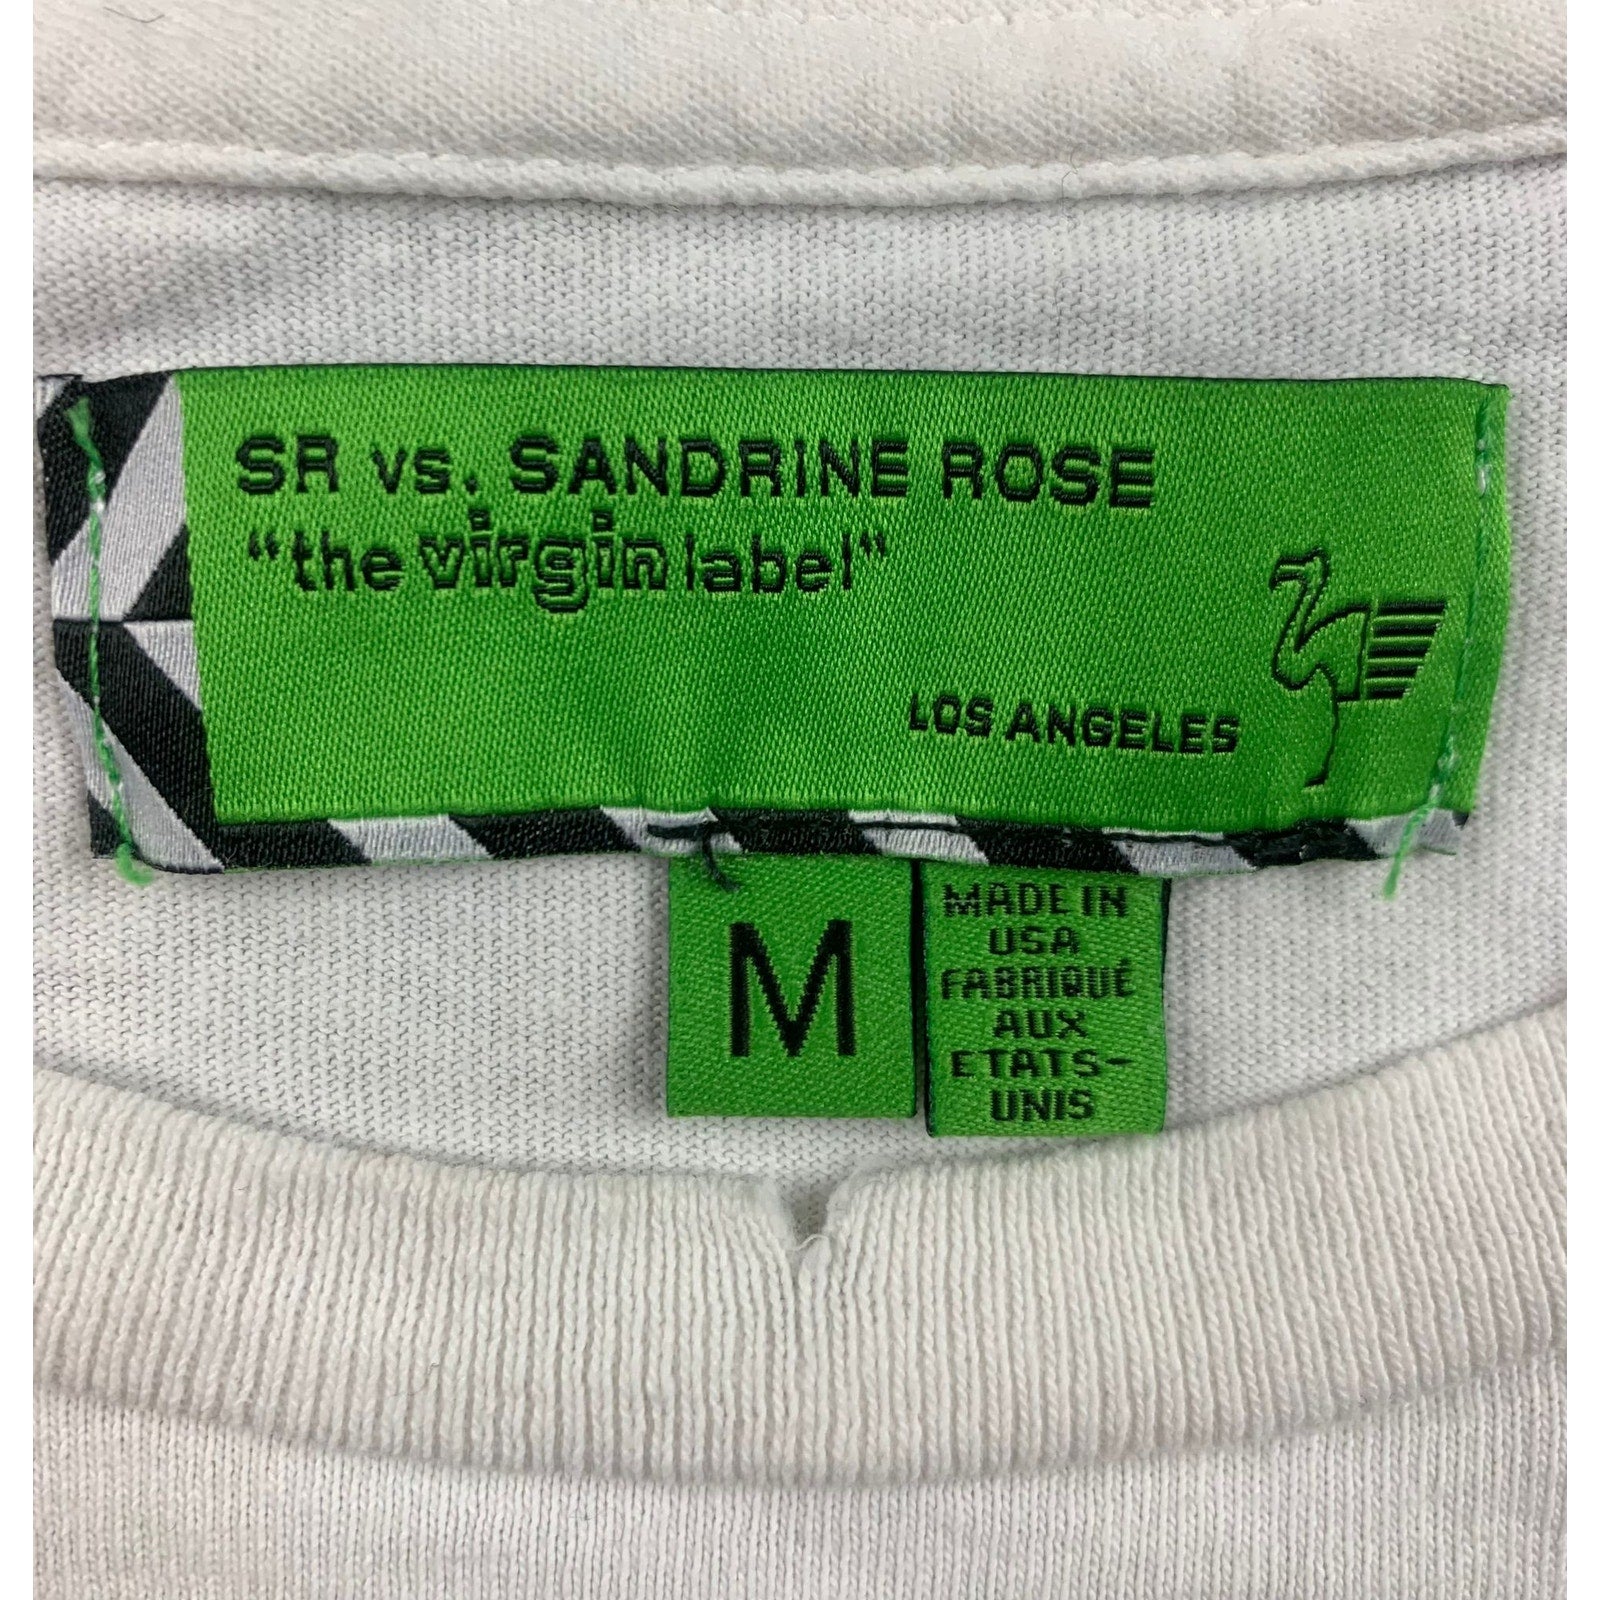 SR vs. SANDRINE ROSE
"the virgin label"
LOS ANGELES
M
MADE IN
USA
FABRIQUÉ
AUX
ETATS-
UNIS